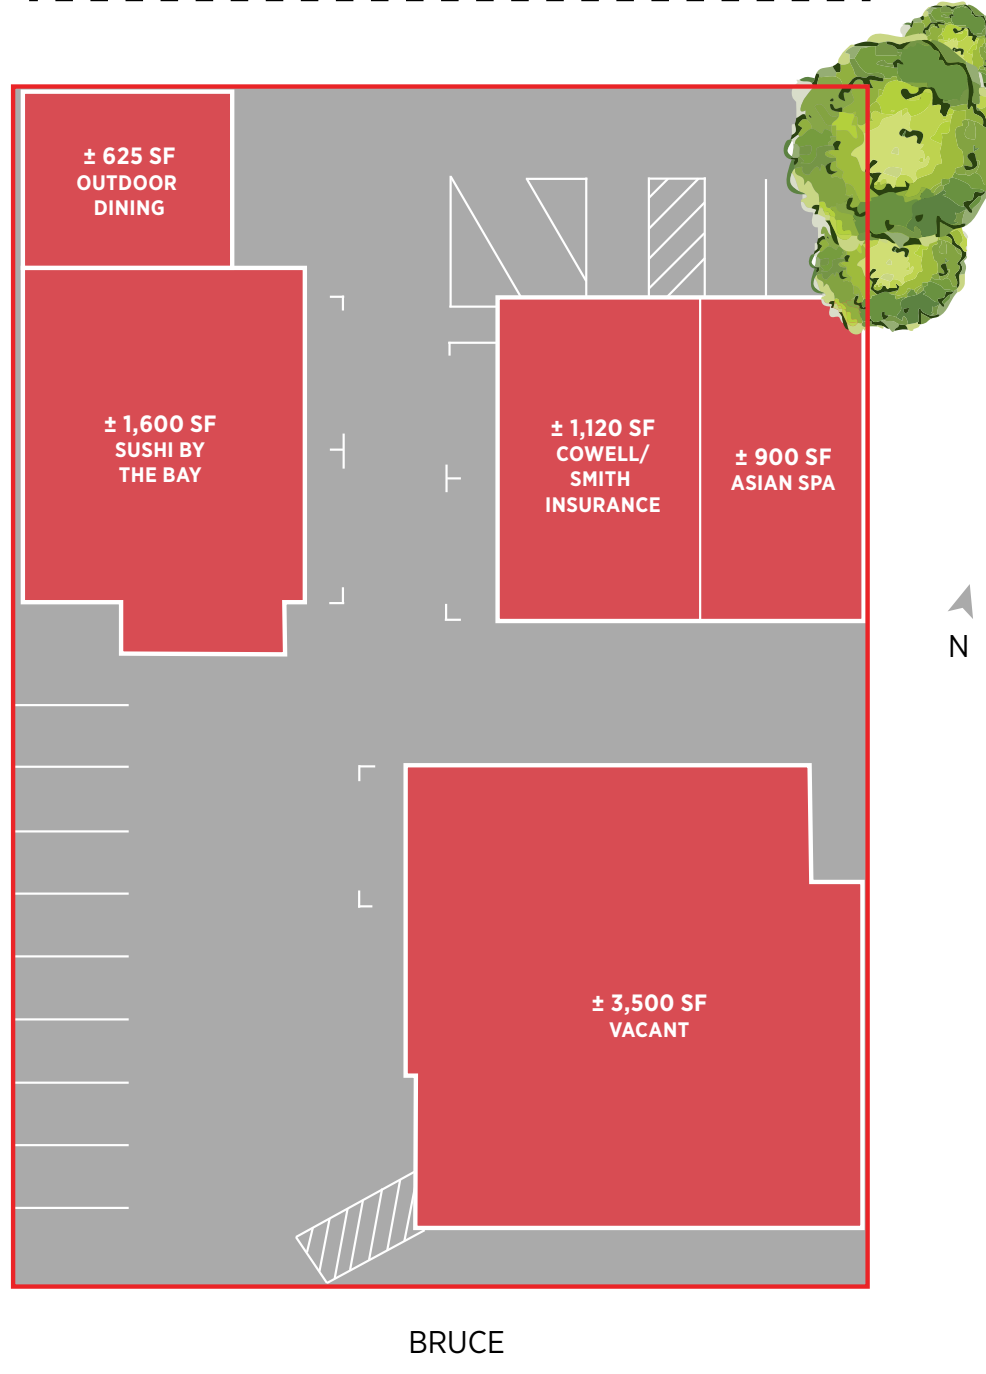 ± 625 SF
OUTDOOR
DINING
± 1,600 SF
SUSHI BY
THE BAY
± 1,120 SF
COWELL/
SMITH
INSURANCE
± 900 SF
ASIAN SPA
N
± 3,500 SF
VACANT
BRUCE